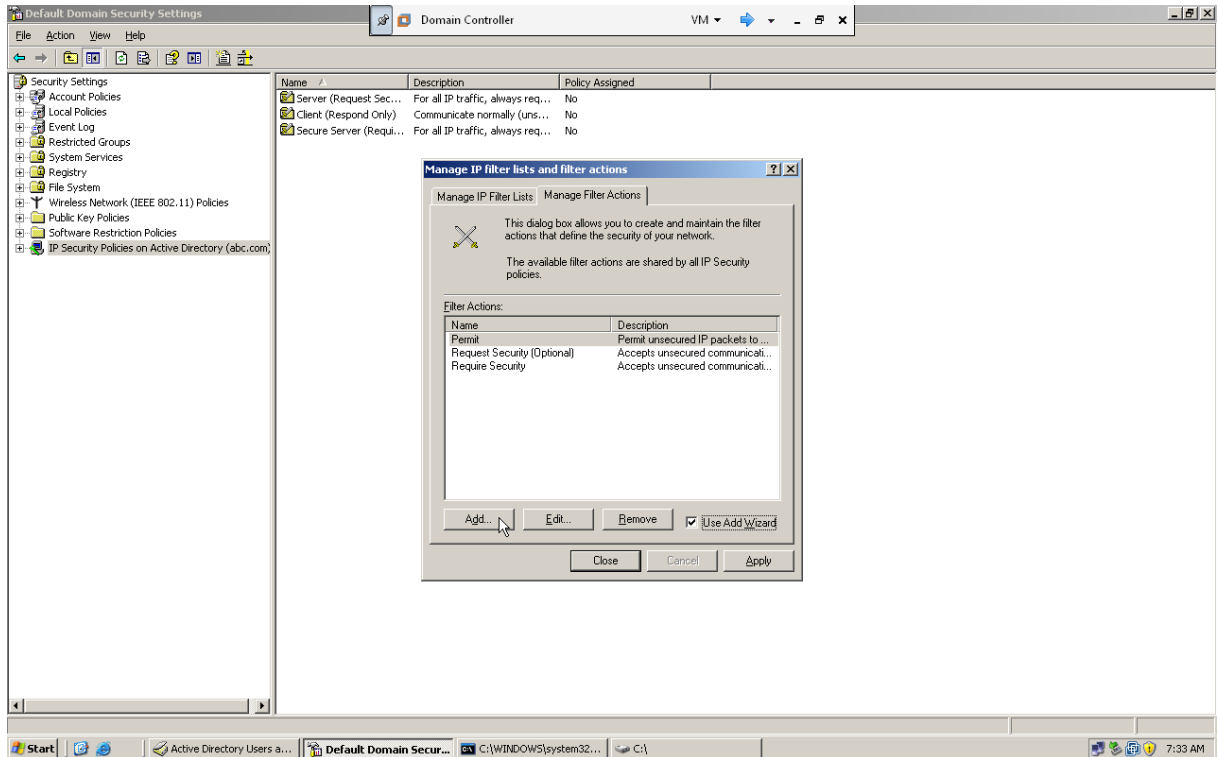 Default Domain Security Settings
Domain Controller
VM
File Action View Help
Security Settings
Account Policies
Local Policies
Event Log
Restricted Groups
System Services
Registry
File System
Wireless Network (IEEE 802.11) Policies
Public Key Policies
Software Restriction Policies
IP Security Policies on Active Directory (abc.com)
Name Description Policy Assigned
Server (Request Sec... For all IP traffic, always req... No
Client (Respond Only) Communicate normally (uns... No
Secure Server (Requi... For all IP traffic, always req... No
Manage IP filter lists and filter actions
Manage IP Filter Lists Manage Filter Actions
This dialog box allows you to create and maintain the filter
actions that define the security of your network.
The available filter actions are shared by all IP Security
policies.
Filter Actions:
Name Description
Permit Permit unsecured IP packets to ...
Request Security (Optional) Accepts unsecured communicati...
Require Security Accepts unsecured communicati...
Add... Edit... Remove Use Add Wizard
Close Cancel Apply
Start Active Directory Users a... Default Domain Secur... C:\WINDOWS\system32... C:\ 7:33 AM